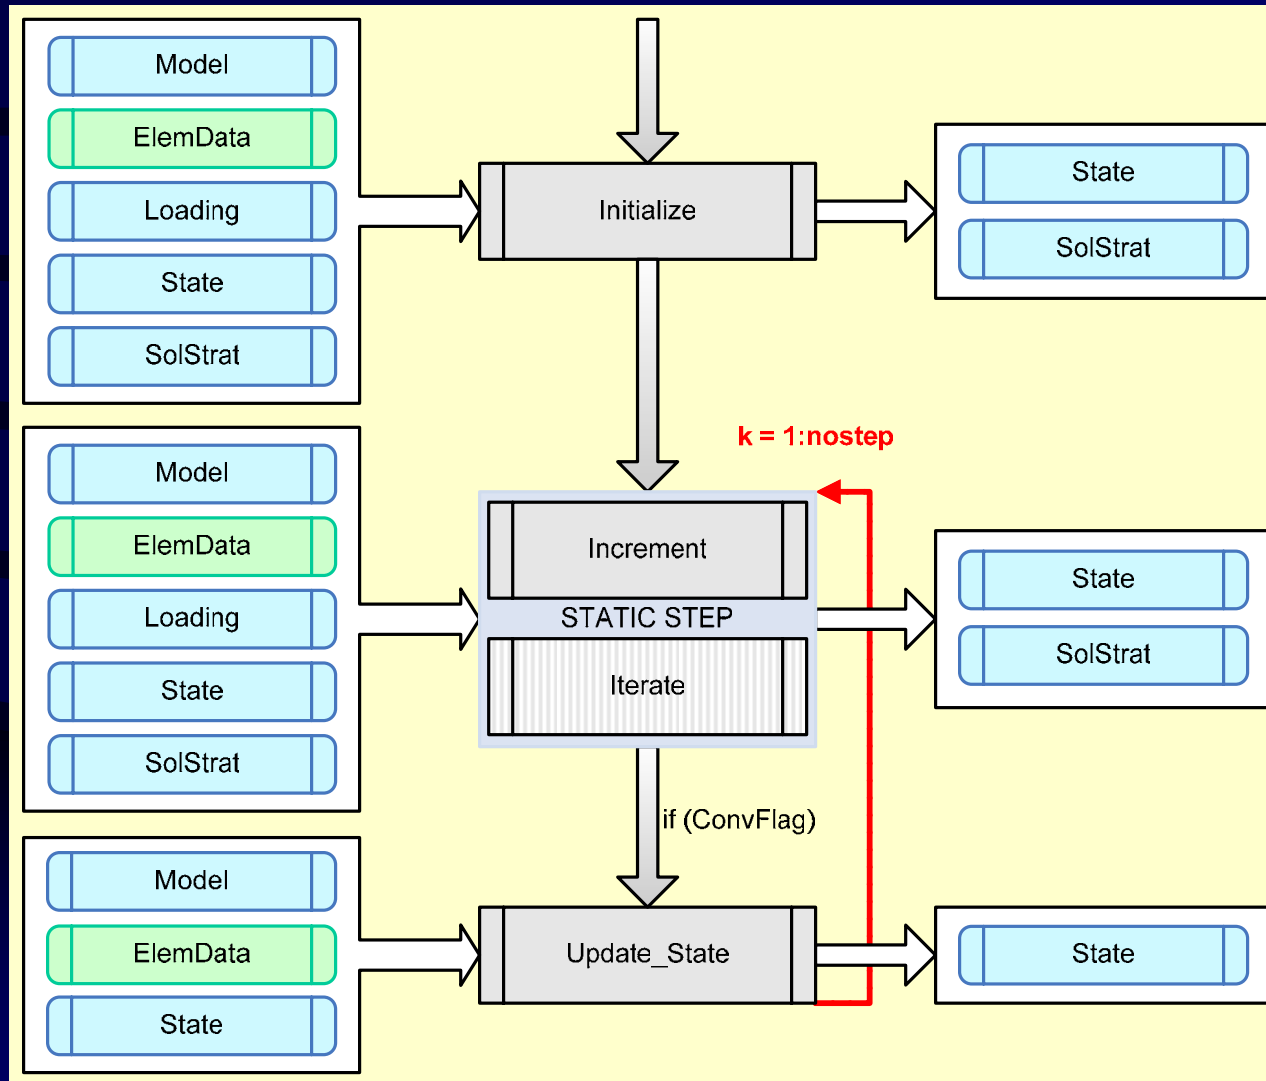 Model
ElemData
Loading
State
SolStrat
Initialize
State
SolStrat
k = 1:nostep
Model
ElemData
Loading
State
SolStrat
Increment
STATIC STEP
Iterate
State
SolStrat
if (ConvFlag)
Model
ElemData
State
Update_State
State